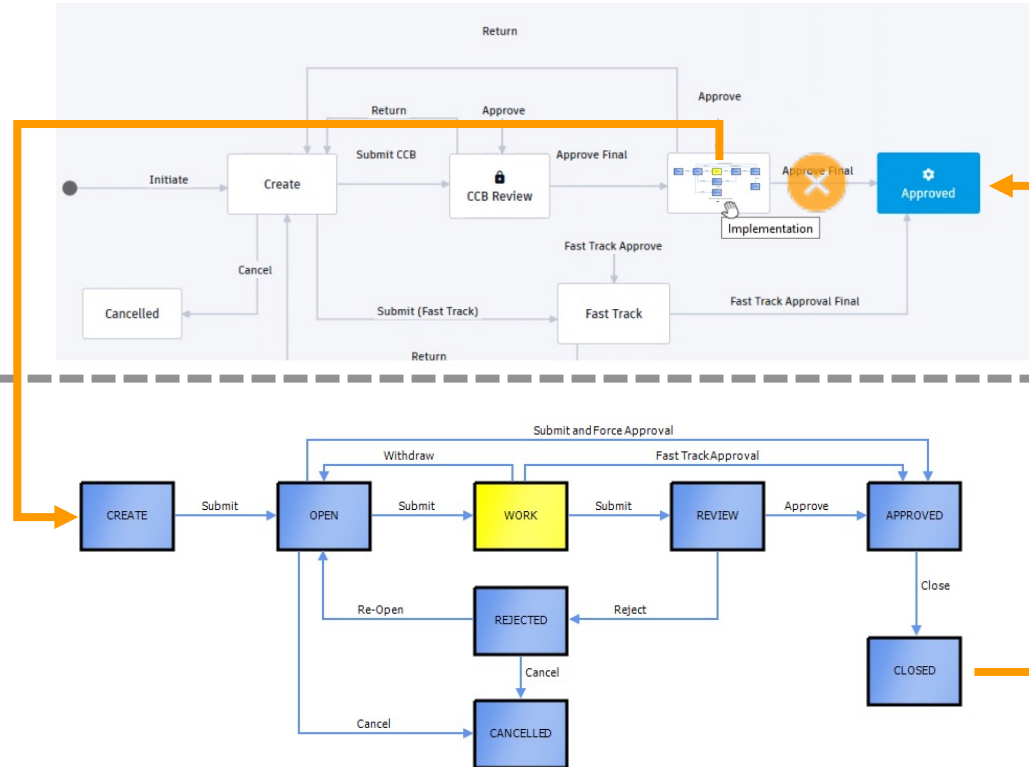 Return
Approve
Return
Approve
Submit CCB
Approve Final
Approve Final
Initiate
Create
CCB Review
Approved
Implementation
Fast Track Approve
Cancel
Cancelled
Submit (Fast Track)
Fast Track
Fast Track Approval Final
Return
Submit and Force Approval
Withdraw
Fast Track Approval
CREATE
Submit
OPEN
Submit
WORK
Submit
REVIEW
Approve
APPROVED
Close
Re-Open
REJECTED
Reject
Cancel
CLOSED
Cancel
CANCELLED